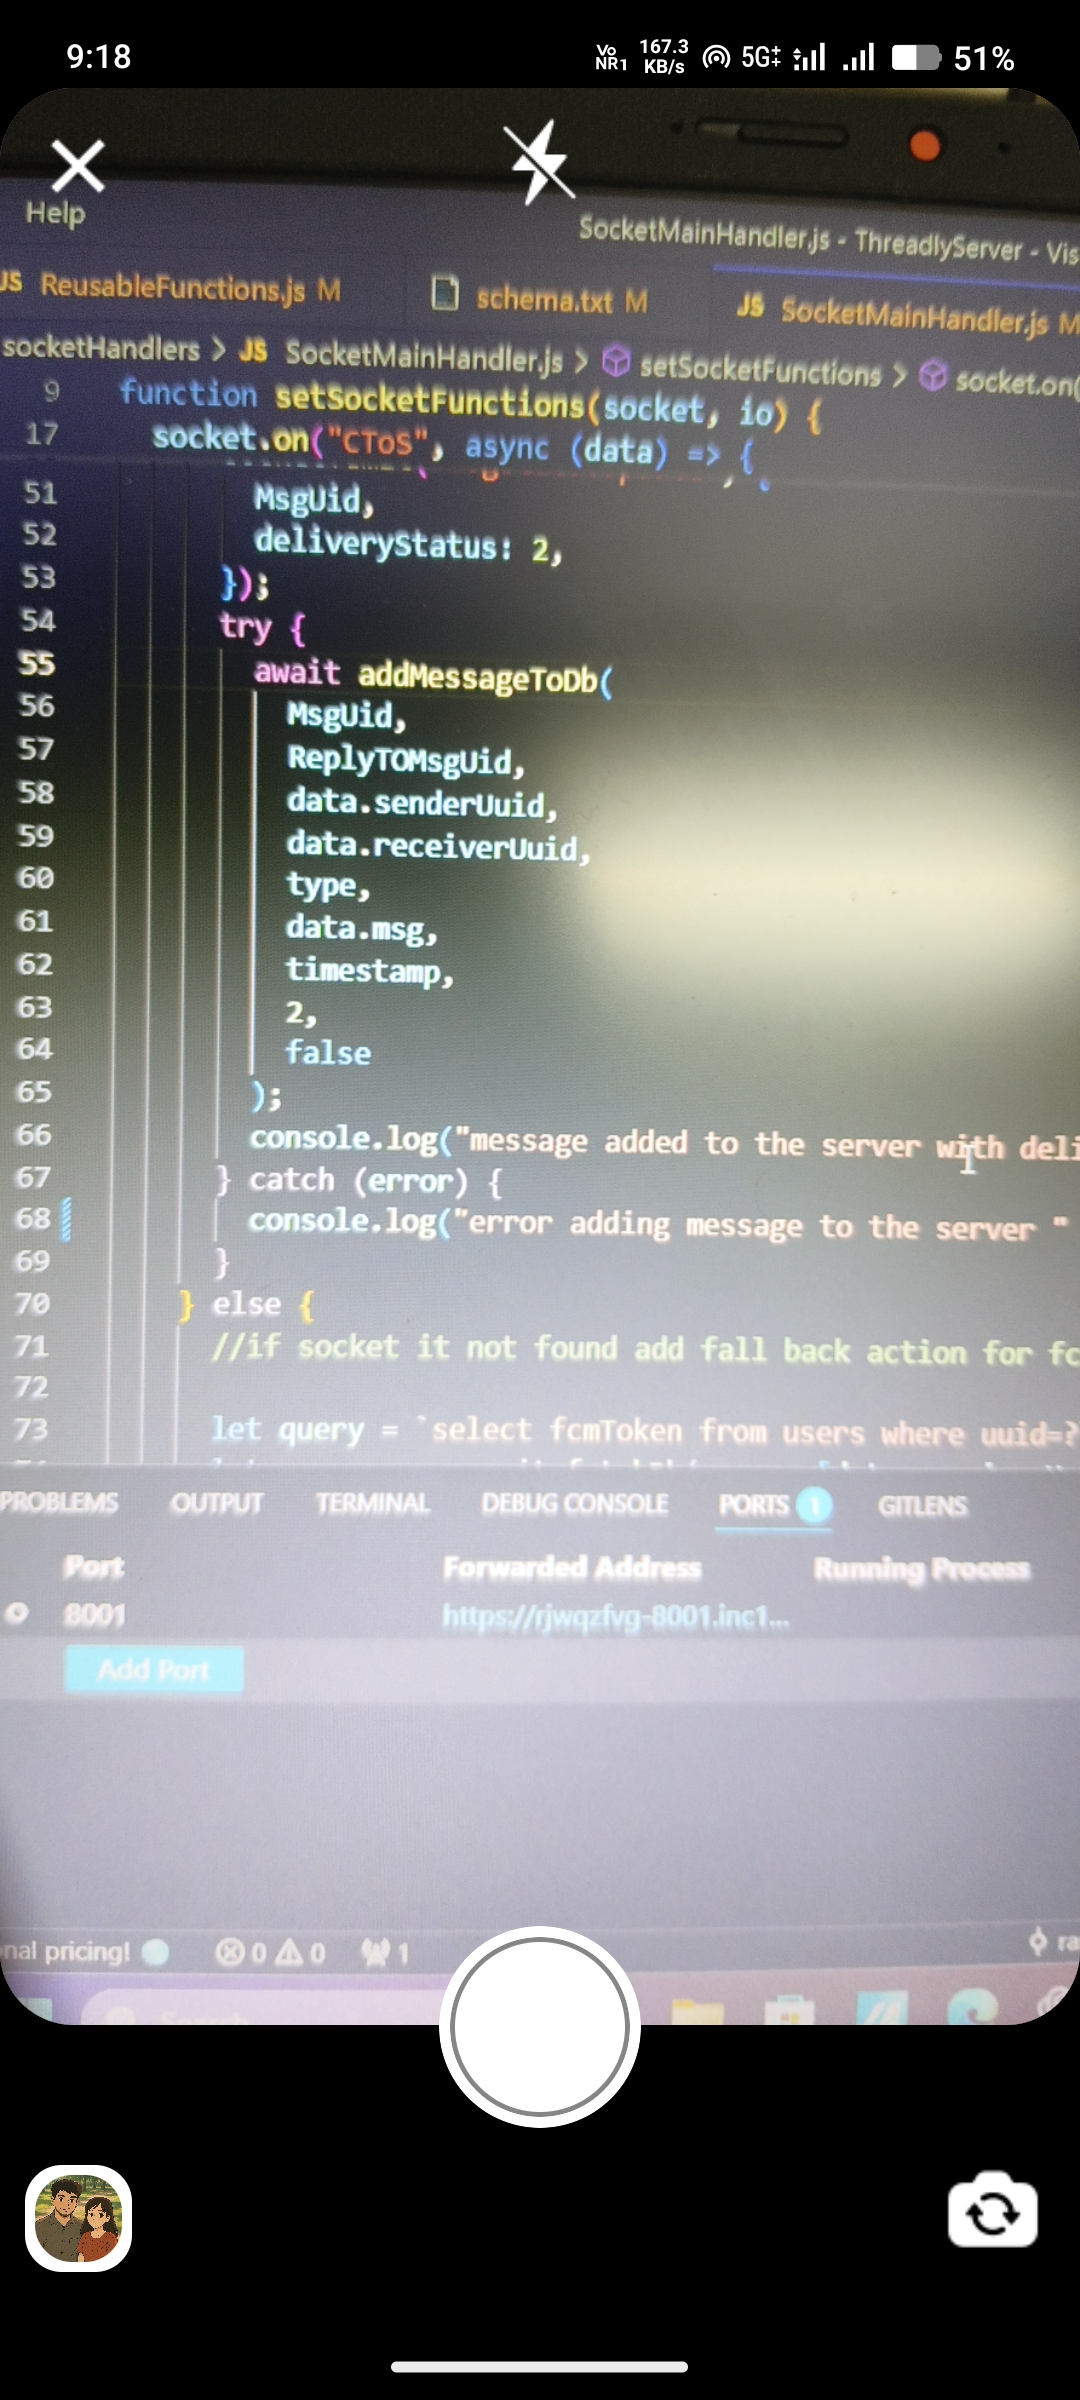 9:18
Vo NR1 167.3 KB/s 5G+ 51%
Help
SocketMainHandler.js - ThreadlyServer - Vis
JS ReusableFunctions.js M
schema.txt M
JS SocketMainHandler.js M
socketHandlers > JS SocketMainHandler.js > setSocketFunctions > socket.on(
9 function setSocketFunctions(socket, io) {
17 socket.on("CToS", async (data) => {
51 MsgUid,
52 deliveryStatus: 2,
53 });
54 try {
55 await addMessageToDb(
56 MsgUid,
57 ReplyTOMsgUid,
58 data.senderUuid,
59 data.receiverUuid,
60 type,
61 data.msg,
62 timestamp,
63 2,
64 false
65 );
66 console.log("message added to the server with deli
67 } catch (error) {
68 console.log("error adding message to the server "
69 }
70 } else {
71 //if socket it not found add fall back action for fc
72
73 let query = `select fcmToken from users where uuid=?
PROBLEMS OUTPUT TERMINAL DEBUG CONSOLE PORTS 1 GITLENS
Port Forwarded Address Running Process
8001 https://rjwqzfvg-8001.inc1...
Add Port
nal pricing! 0 0 1 ra
Search